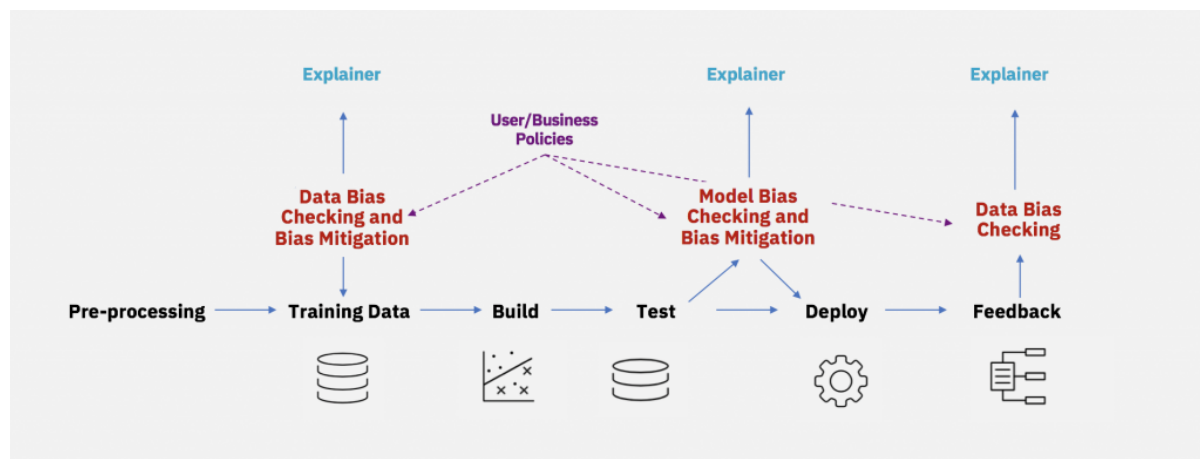 Explainer
Explainer
Explainer
User/Business
Policies
Data Bias
Checking and
Bias Mitigation
Model Bias
Checking and
Bias Mitigation
Data Bias
Checking
Pre-processing
Training Data
Build
Test
Deploy
Feedback